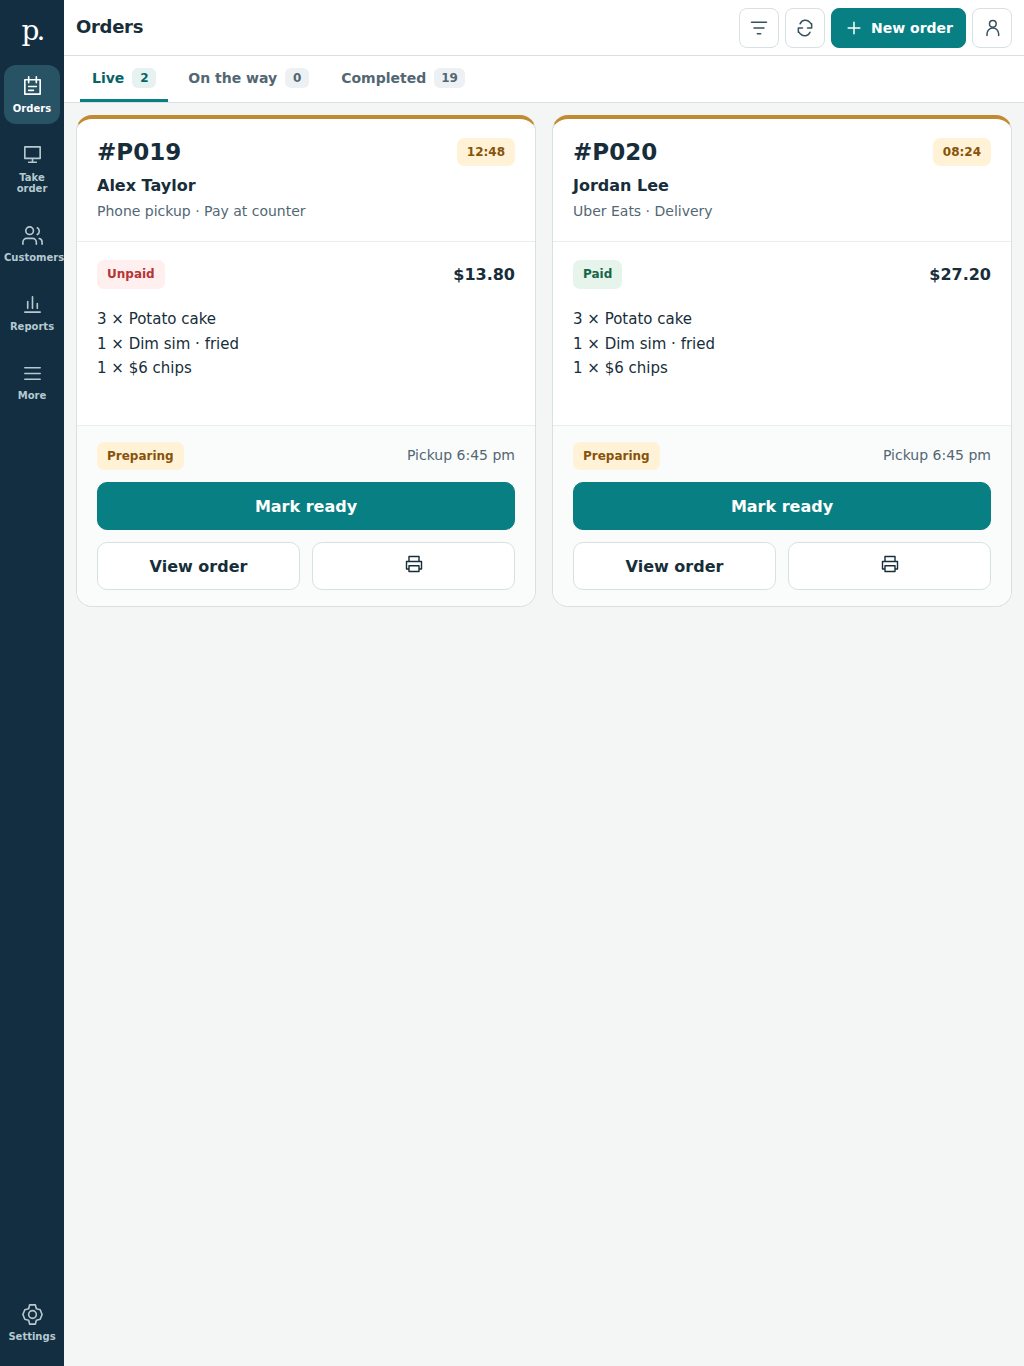 p.
Orders
Take
order
Customers
Reports
More
Settings
Orders
New order
Live 2
On the way 0
Completed 19
#P019
12:48
Alex Taylor
Phone pickup · Pay at counter
Unpaid
$13.80
3 × Potato cake
1 × Dim sim · fried
1 × $6 chips
Preparing
Pickup 6:45 pm
Mark ready
View order
#P020
08:24
Jordan Lee
Uber Eats · Delivery
Paid
$27.20
3 × Potato cake
1 × Dim sim · fried
1 × $6 chips
Preparing
Pickup 6:45 pm
Mark ready
View order